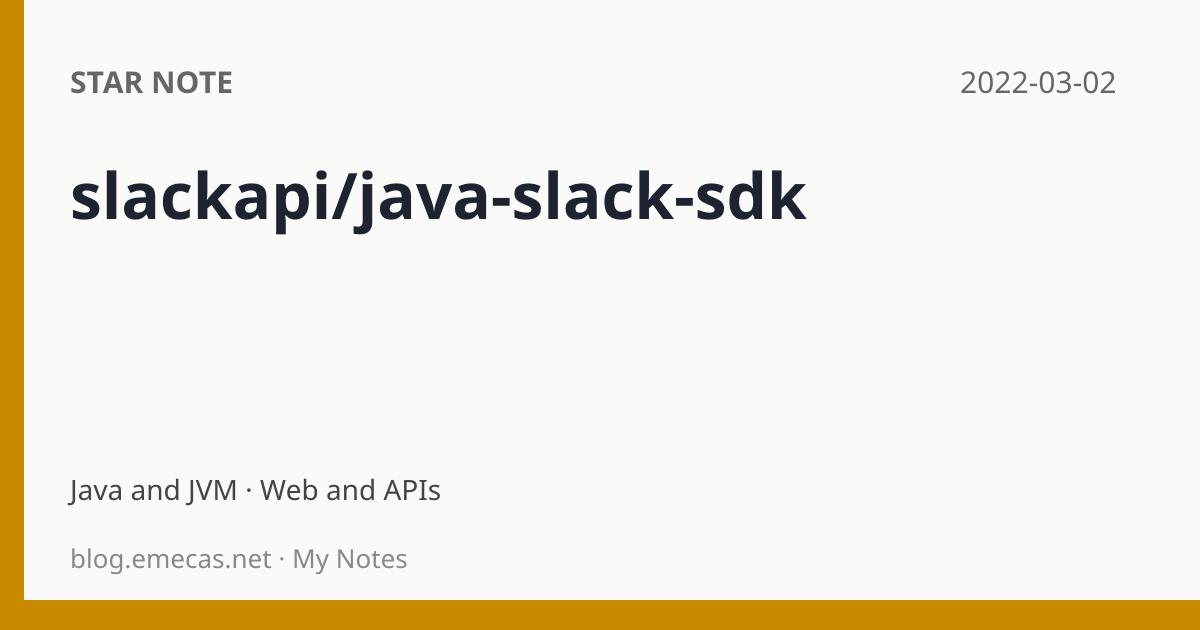 STAR NOTE
2022-03-02
slackapi/java-slack-sdk
Java and JVM · Web and APIs
blog.emecas.net · My Notes